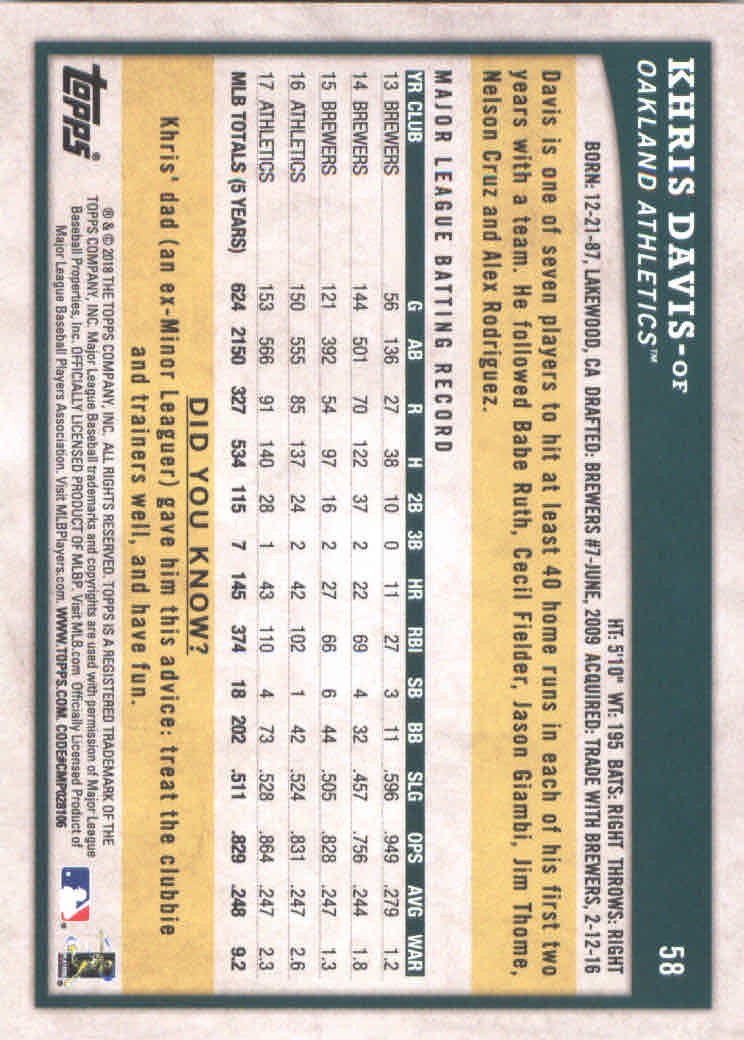 58
KHRIS DAVIS-OF
OAKLAND ATHLETICS™
HT: 5'10" WT: 195 BATS: RIGHT THROWS: RIGHT
BORN: 12-21-87, LAKEWOOD, CA DRAFTED: BREWERS #7-JUNE, 2009 ACQUIRED: TRADE WITH BREWERS, 2-12-16
Davis is one of seven players to hit at least 40 home runs in each of his first two
years with a team. He followed Babe Ruth, Cecil Fielder, Jason Giambi, Jim Thome,
Nelson Cruz and Alex Rodriguez.
MAJOR LEAGUE BATTING RECORD
YR CLUB G AB R H 2B 3B HR RBI SB BB SLG OPS AVG WAR
13 BREWERS 56 136 27 38 10 0 11 27 3 11 .596 .949 .279 1.2
14 BREWERS 144 501 70 122 37 2 22 69 4 32 .457 .756 .244 1.8
15 BREWERS 121 392 54 97 16 2 27 66 6 44 .505 .828 .247 1.3
16 ATHLETICS 150 555 85 137 24 2 42 102 1 42 .524 .831 .247 2.6
17 ATHLETICS 153 566 91 140 28 1 43 110 4 73 .528 .864 .247 2.3
MLB TOTALS (5 YEARS) 624 2150 327 534 115 7 145 374 18 202 .511 .829 .248 9.2
DID YOU KNOW?
Khris' dad (an ex-Minor Leaguer) gave him this advice: treat the clubbie
and trainers well, and have fun.
topps®
® & © 2018 THE TOPPS COMPANY, INC. ALL RIGHTS RESERVED. TOPPS IS A REGISTERED TRADEMARK OF THE
TOPPS COMPANY, INC. Major League Baseball trademarks and copyrights are used with permission of Major League
Baseball Properties, Inc. OFFICIALLY LICENSED PRODUCT OF MLBP. Visit MLB.com Officially Licensed Product of
Major League Baseball Players Association. Visit MLBPlayers.com. WWW.TOPPS.COM. CODE#CMP028106